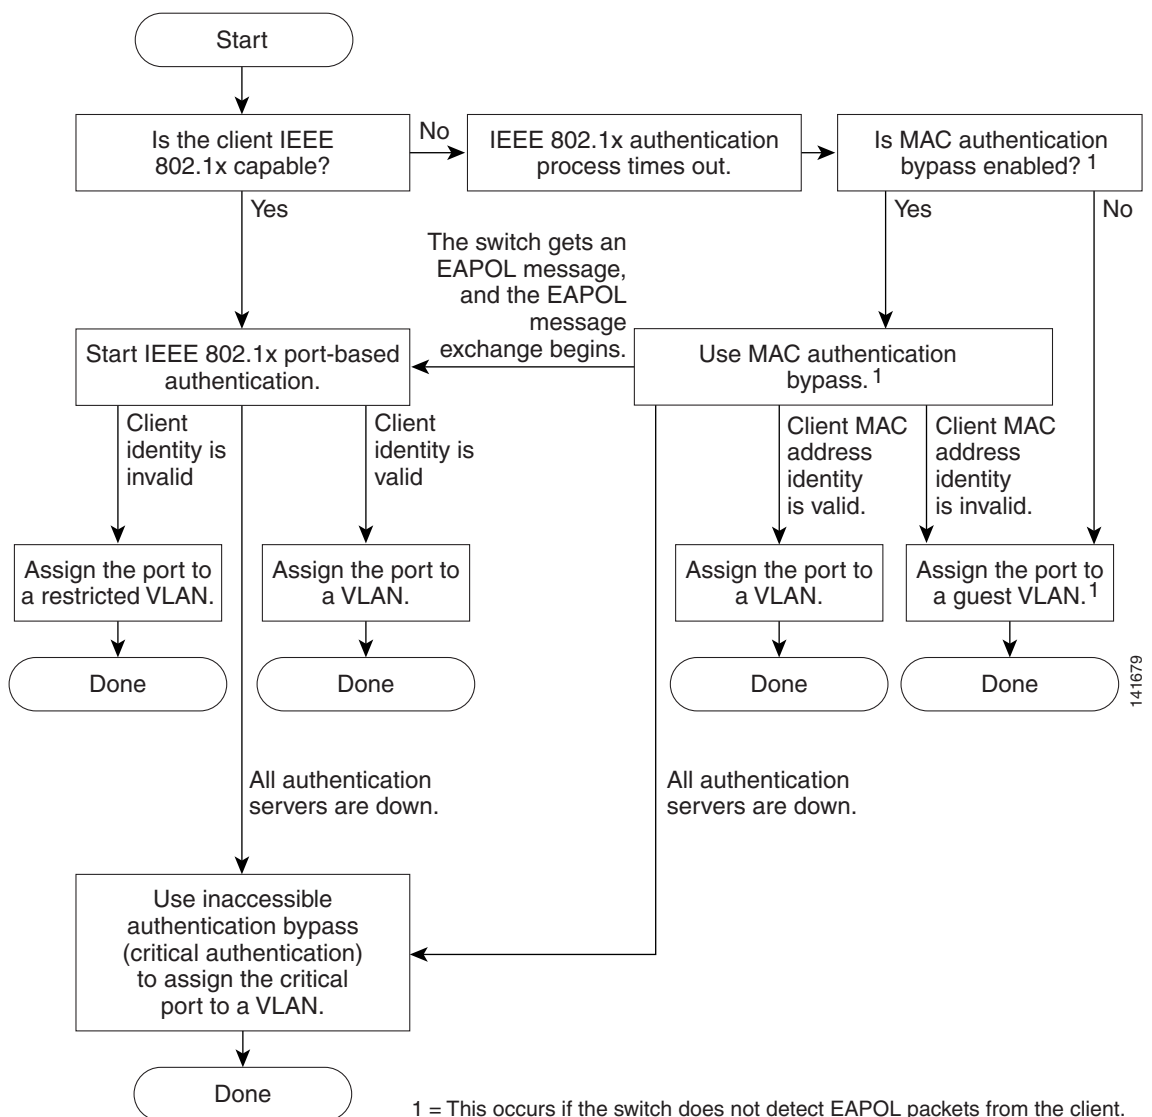 Start
Is the client IEEE
802.1x capable?
No
IEEE 802.1x authentication
process times out.
Is MAC authentication
bypass enabled? 1
Yes
Yes
No
The switch gets an
EAPOL message,
and the EAPOL
message
exchange begins.
Start IEEE 802.1x port-based
authentication.
Use MAC authentication
bypass. 1
Client
identity is
invalid
Client
identity is
valid
Client MAC
address
identity
is valid.
Client MAC
address
identity
is invalid.
Assign the port to
a restricted VLAN.
Assign the port to
a VLAN.
Assign the port to
a VLAN.
Assign the port to
a guest VLAN. 1
Done
Done
Done
Done
141679
All authentication
servers are down.
All authentication
servers are down.
Use inaccessible
authentication bypass
(critical authentication)
to assign the critical
port to a VLAN.
Done
1 = This occurs if the switch does not detect EAPOL packets from the client.